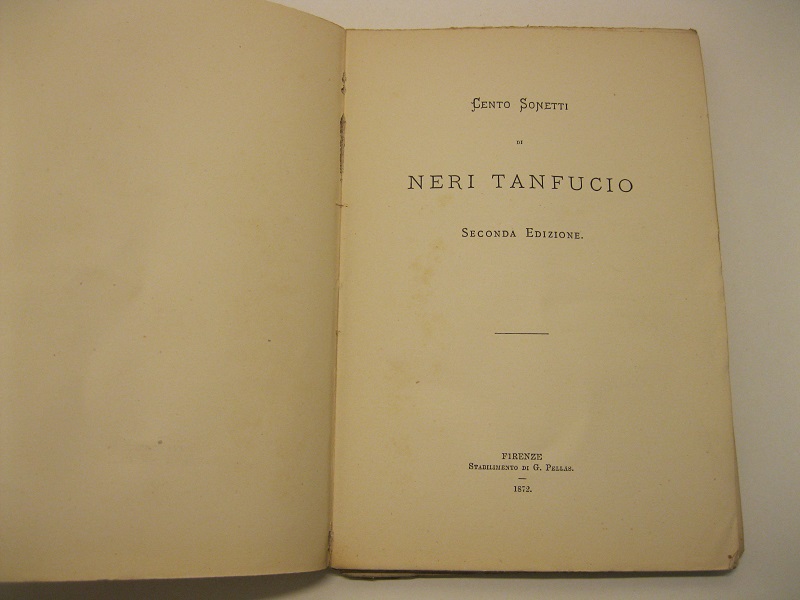 Cento Sonetti
di
NERI TANFUCIO
Seconda Edizione.
FIRENZE
Stabilimento di G. Pellas.
1872.